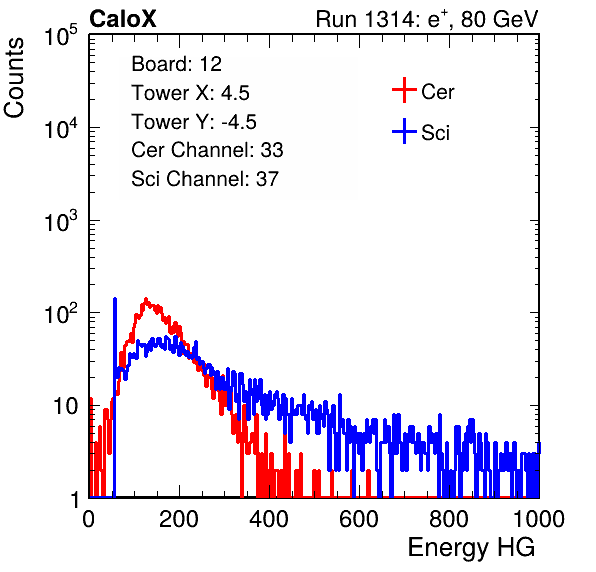 CaloX Run 1314: e⁺, 80 GeV
Counts
Board: 12
Tower X: 4.5
Tower Y: -4.5
Cer Channel: 33
Sci Channel: 37
Cer
Sci
10⁵
10⁴
10³
10²
10
1
0 200 400 600 800 1000
Energy HG